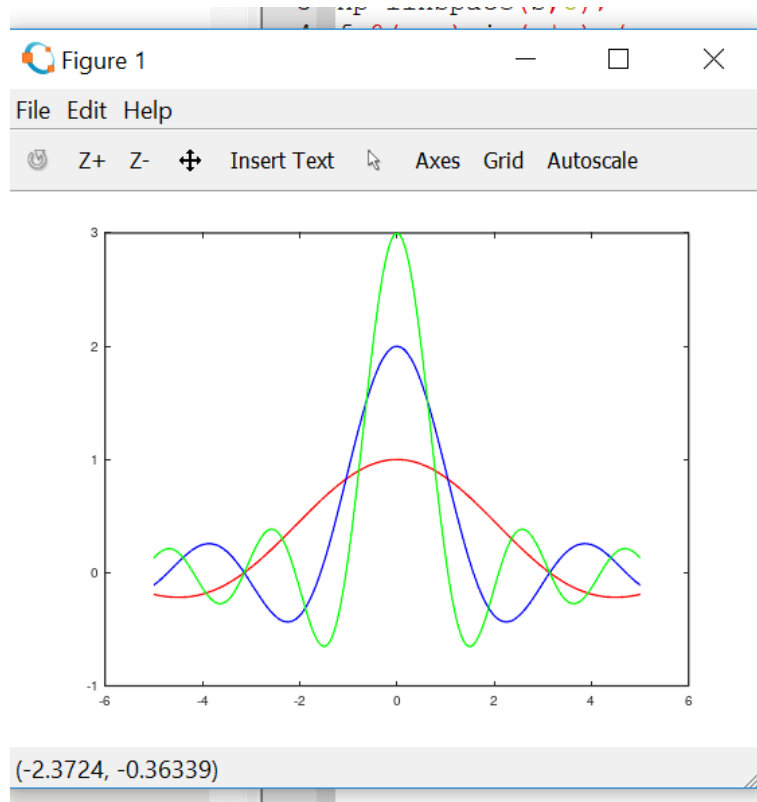 Figure 1
File Edit Help
Z+ Z- Insert Text Axes Grid Autoscale
3
2
1
0
-1
-6 -4 -2 0 2 4 6
(-2.3724, -0.36339)